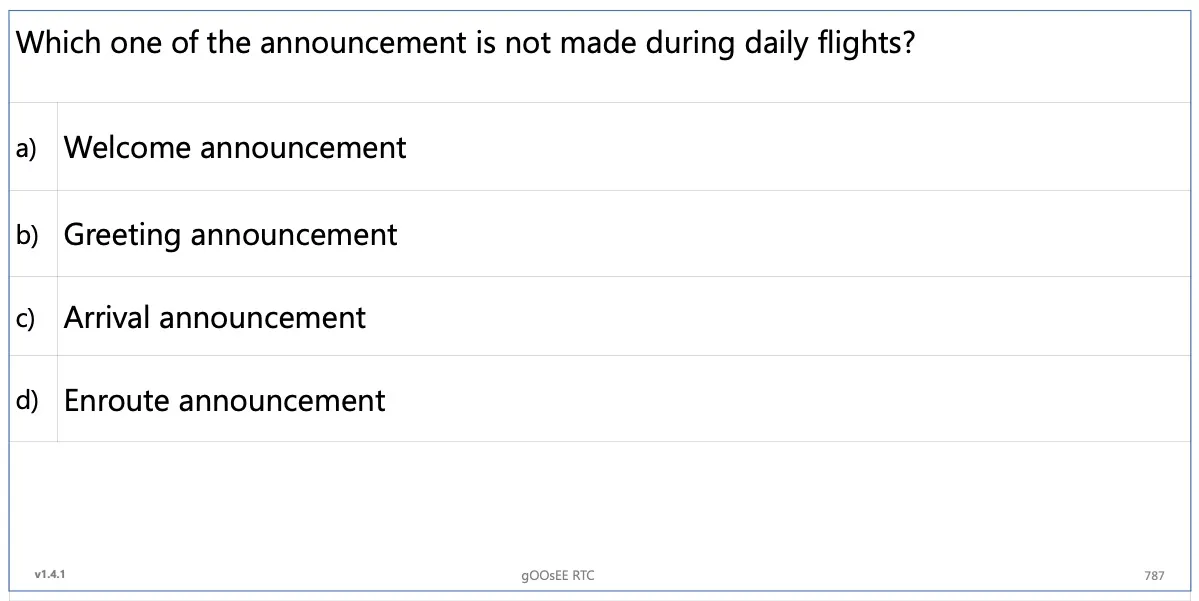 Which one of the announcement is not made during daily flights?
a) Welcome announcement
b) Greeting announcement
c) Arrival announcement
d) Enroute announcement
v1.4.1 gOOsEE RTC 787